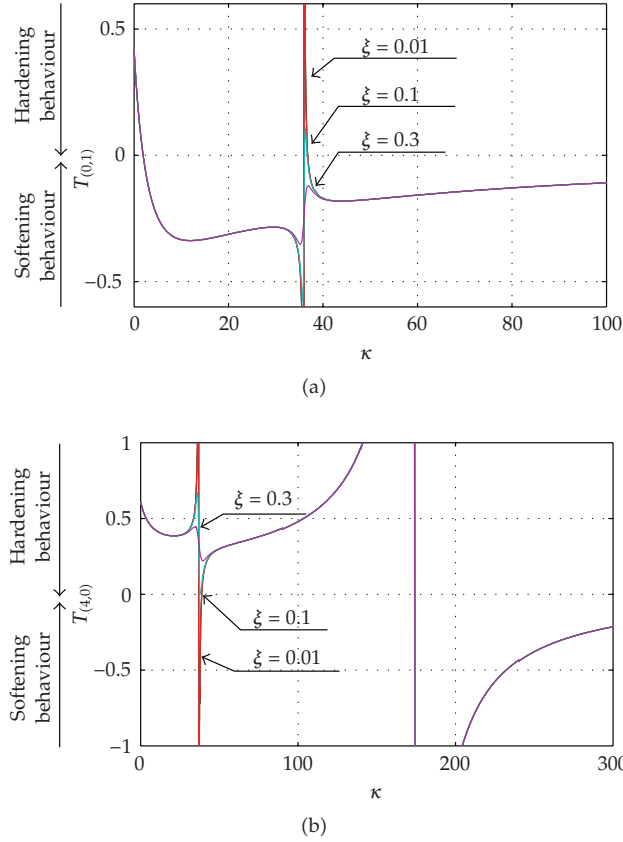 Hardening
behaviour
Softening
behaviour
T(0,1)
0.5
0
−0.5
ξ = 0.01
ξ = 0.1
ξ = 0.3
0 20 40 60 80 100
κ
(a)
Hardening
behaviour
Softening
behaviour
T(4,0)
1
0.5
0
−0.5
−1
ξ = 0.3
ξ = 0.1
ξ = 0.01
0 100 200 300
κ
(b)